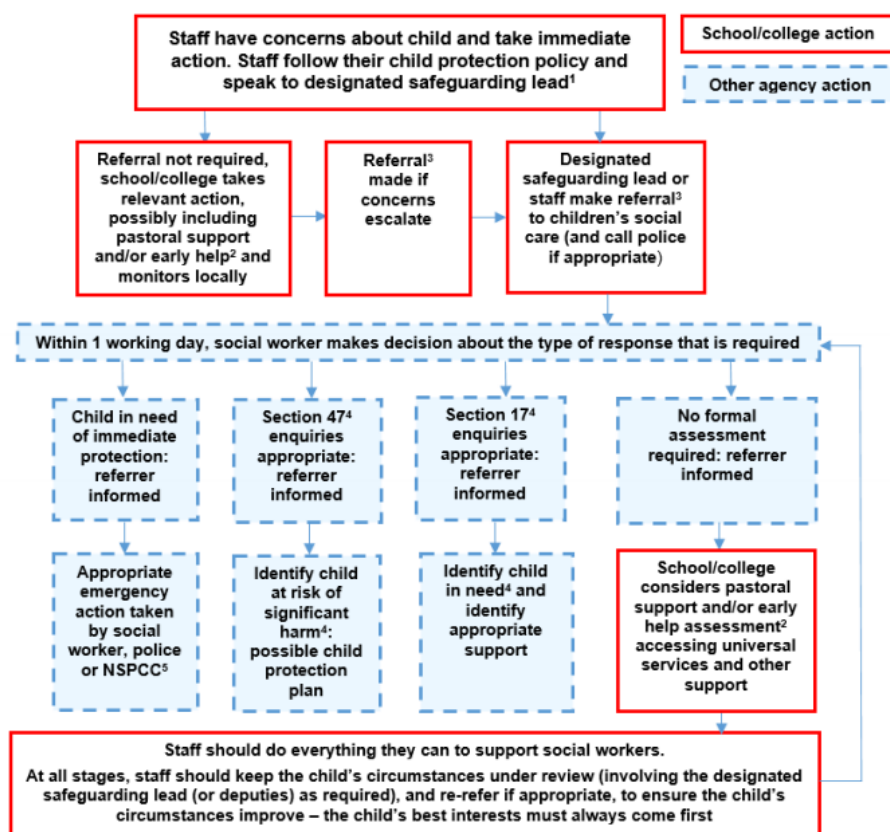 Staff have concerns about child and take immediate
action. Staff follow their child protection policy and
speak to designated safeguarding lead¹
School/college action
Other agency action
Referral not required,
school/college takes
relevant action,
possibly including
pastoral support
and/or early help² and
monitors locally
Referral³
made if
concerns
escalate
Designated
safeguarding lead or
staff make referral³
to children's social
care (and call police
if appropriate)
Within 1 working day, social worker makes decision about the type of response that is required
Child in need
of immediate
protection:
referrer
informed
Section 47⁴
enquiries
appropriate:
referrer
informed
Section 17⁴
enquiries
appropriate:
referrer
informed
No formal
assessment
required: referrer
informed
Appropriate
emergency
action taken
by social
worker, police
or NSPCC⁵
Identify child
at risk of
significant
harm⁴:
possible child
protection
plan
Identify child
in need⁴ and
identify
appropriate
support
School/college
considers pastoral
support and/or early
help assessment²
accessing universal
services and other
support
Staff should do everything they can to support social workers.
At all stages, staff should keep the child's circumstances under review (involving the designated
safeguarding lead (or deputies) as required), and re-refer if appropriate, to ensure the child's
circumstances improve – the child's best interests must always come first